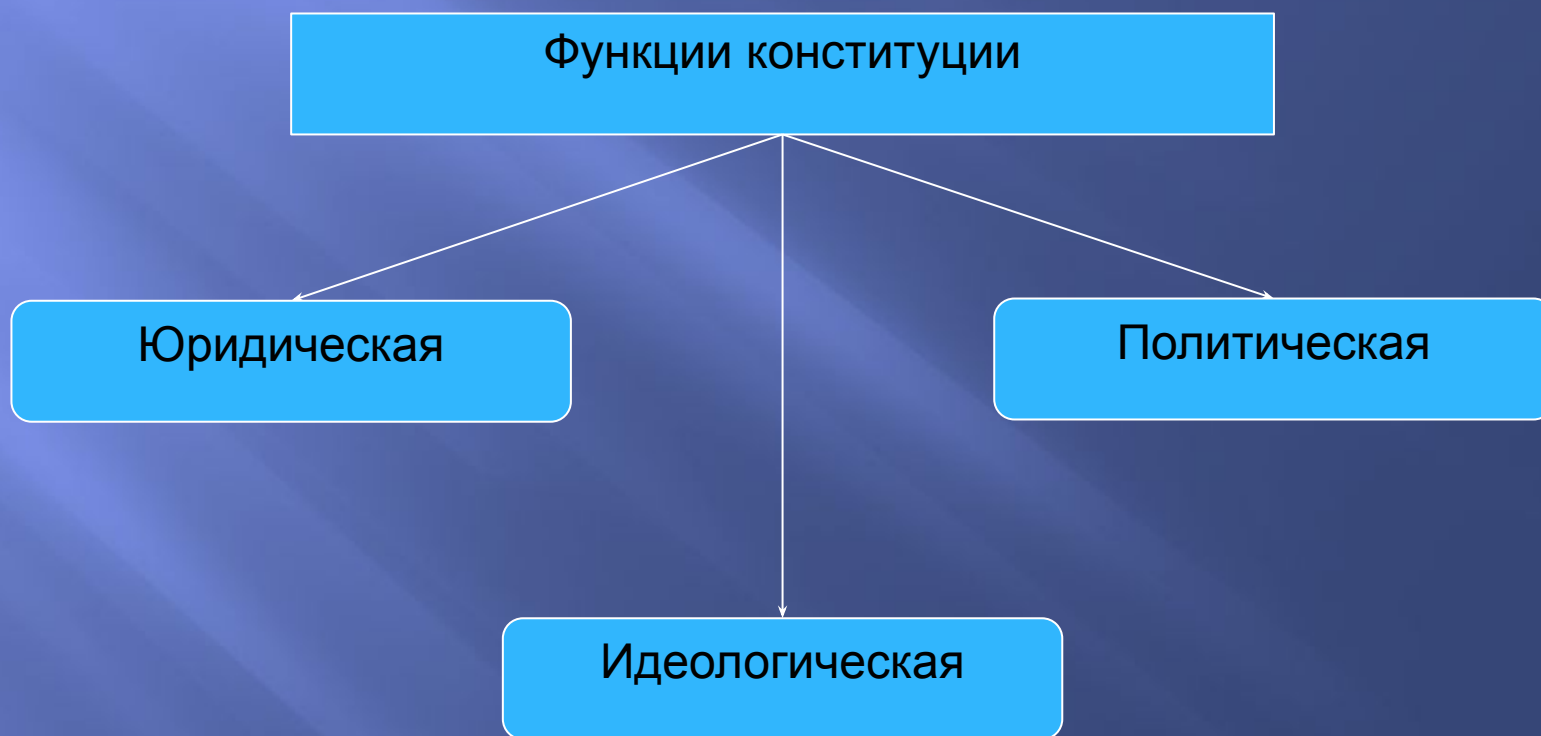 Функции конституции
Юридическая
Политическая
Идеологическая